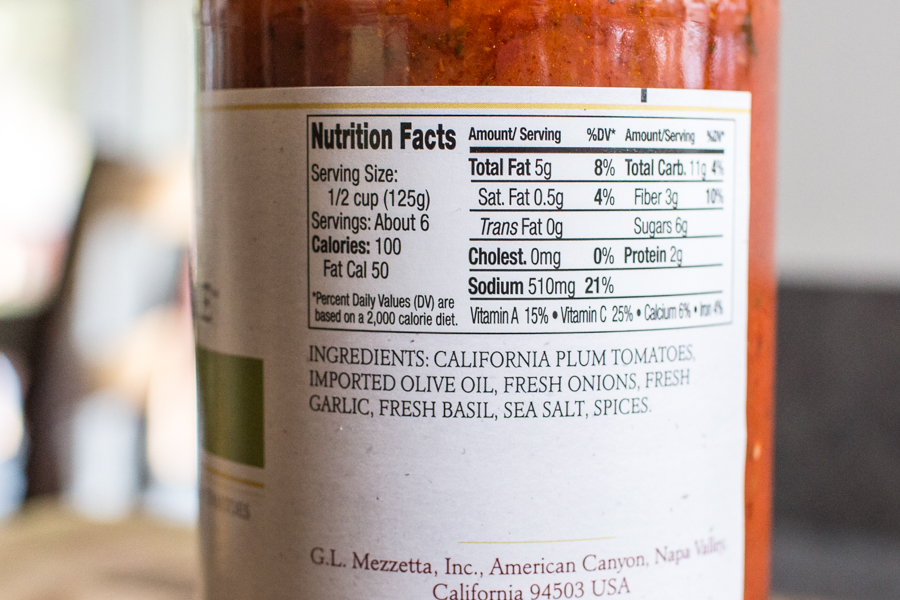 Nutrition Facts
Serving Size:
1/2 cup (125g)
Servings: About 6
Calories: 100
Fat Cal 50
*Percent Daily Values (DV) are
based on a 2,000 calorie diet.
Amount/ Serving %DV* Amount/Serving %DV*
Total Fat 5g 8% Total Carb. 11g 4%
Sat. Fat 0.5g 4% Fiber 3g 10%
Trans Fat 0g Sugars 6g
Cholest. 0mg 0% Protein 2g
Sodium 510mg 21%
Vitamin A 15% • Vitamin C 25% • Calcium 6% • Iron 4%
INGREDIENTS: CALIFORNIA PLUM TOMATOES,
IMPORTED OLIVE OIL, FRESH ONIONS, FRESH
GARLIC, FRESH BASIL, SEA SALT, SPICES.
G.L. Mezzetta, Inc., American Canyon, Napa Valley,
California 94503 USA